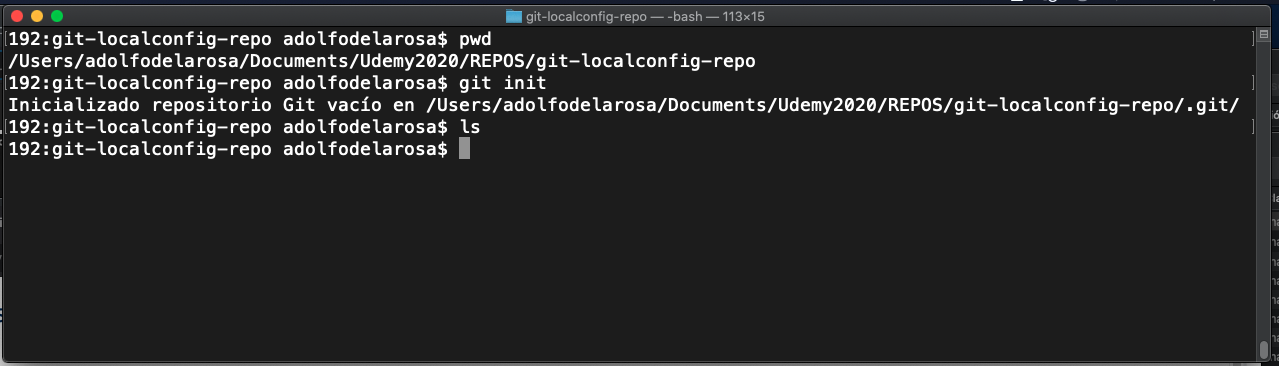 git-localconfig-repo — -bash — 113×15
[192:git-localconfig-repo adolfodelarosa$ pwd ]
/Users/adolfodelarosa/Documents/Udemy2020/REPOS/git-localconfig-repo
[192:git-localconfig-repo adolfodelarosa$ git init ]
Inicializado repositorio Git vacío en /Users/adolfodelarosa/Documents/Udemy2020/REPOS/git-localconfig-repo/.git/
[192:git-localconfig-repo adolfodelarosa$ ls ]
192:git-localconfig-repo adolfodelarosa$